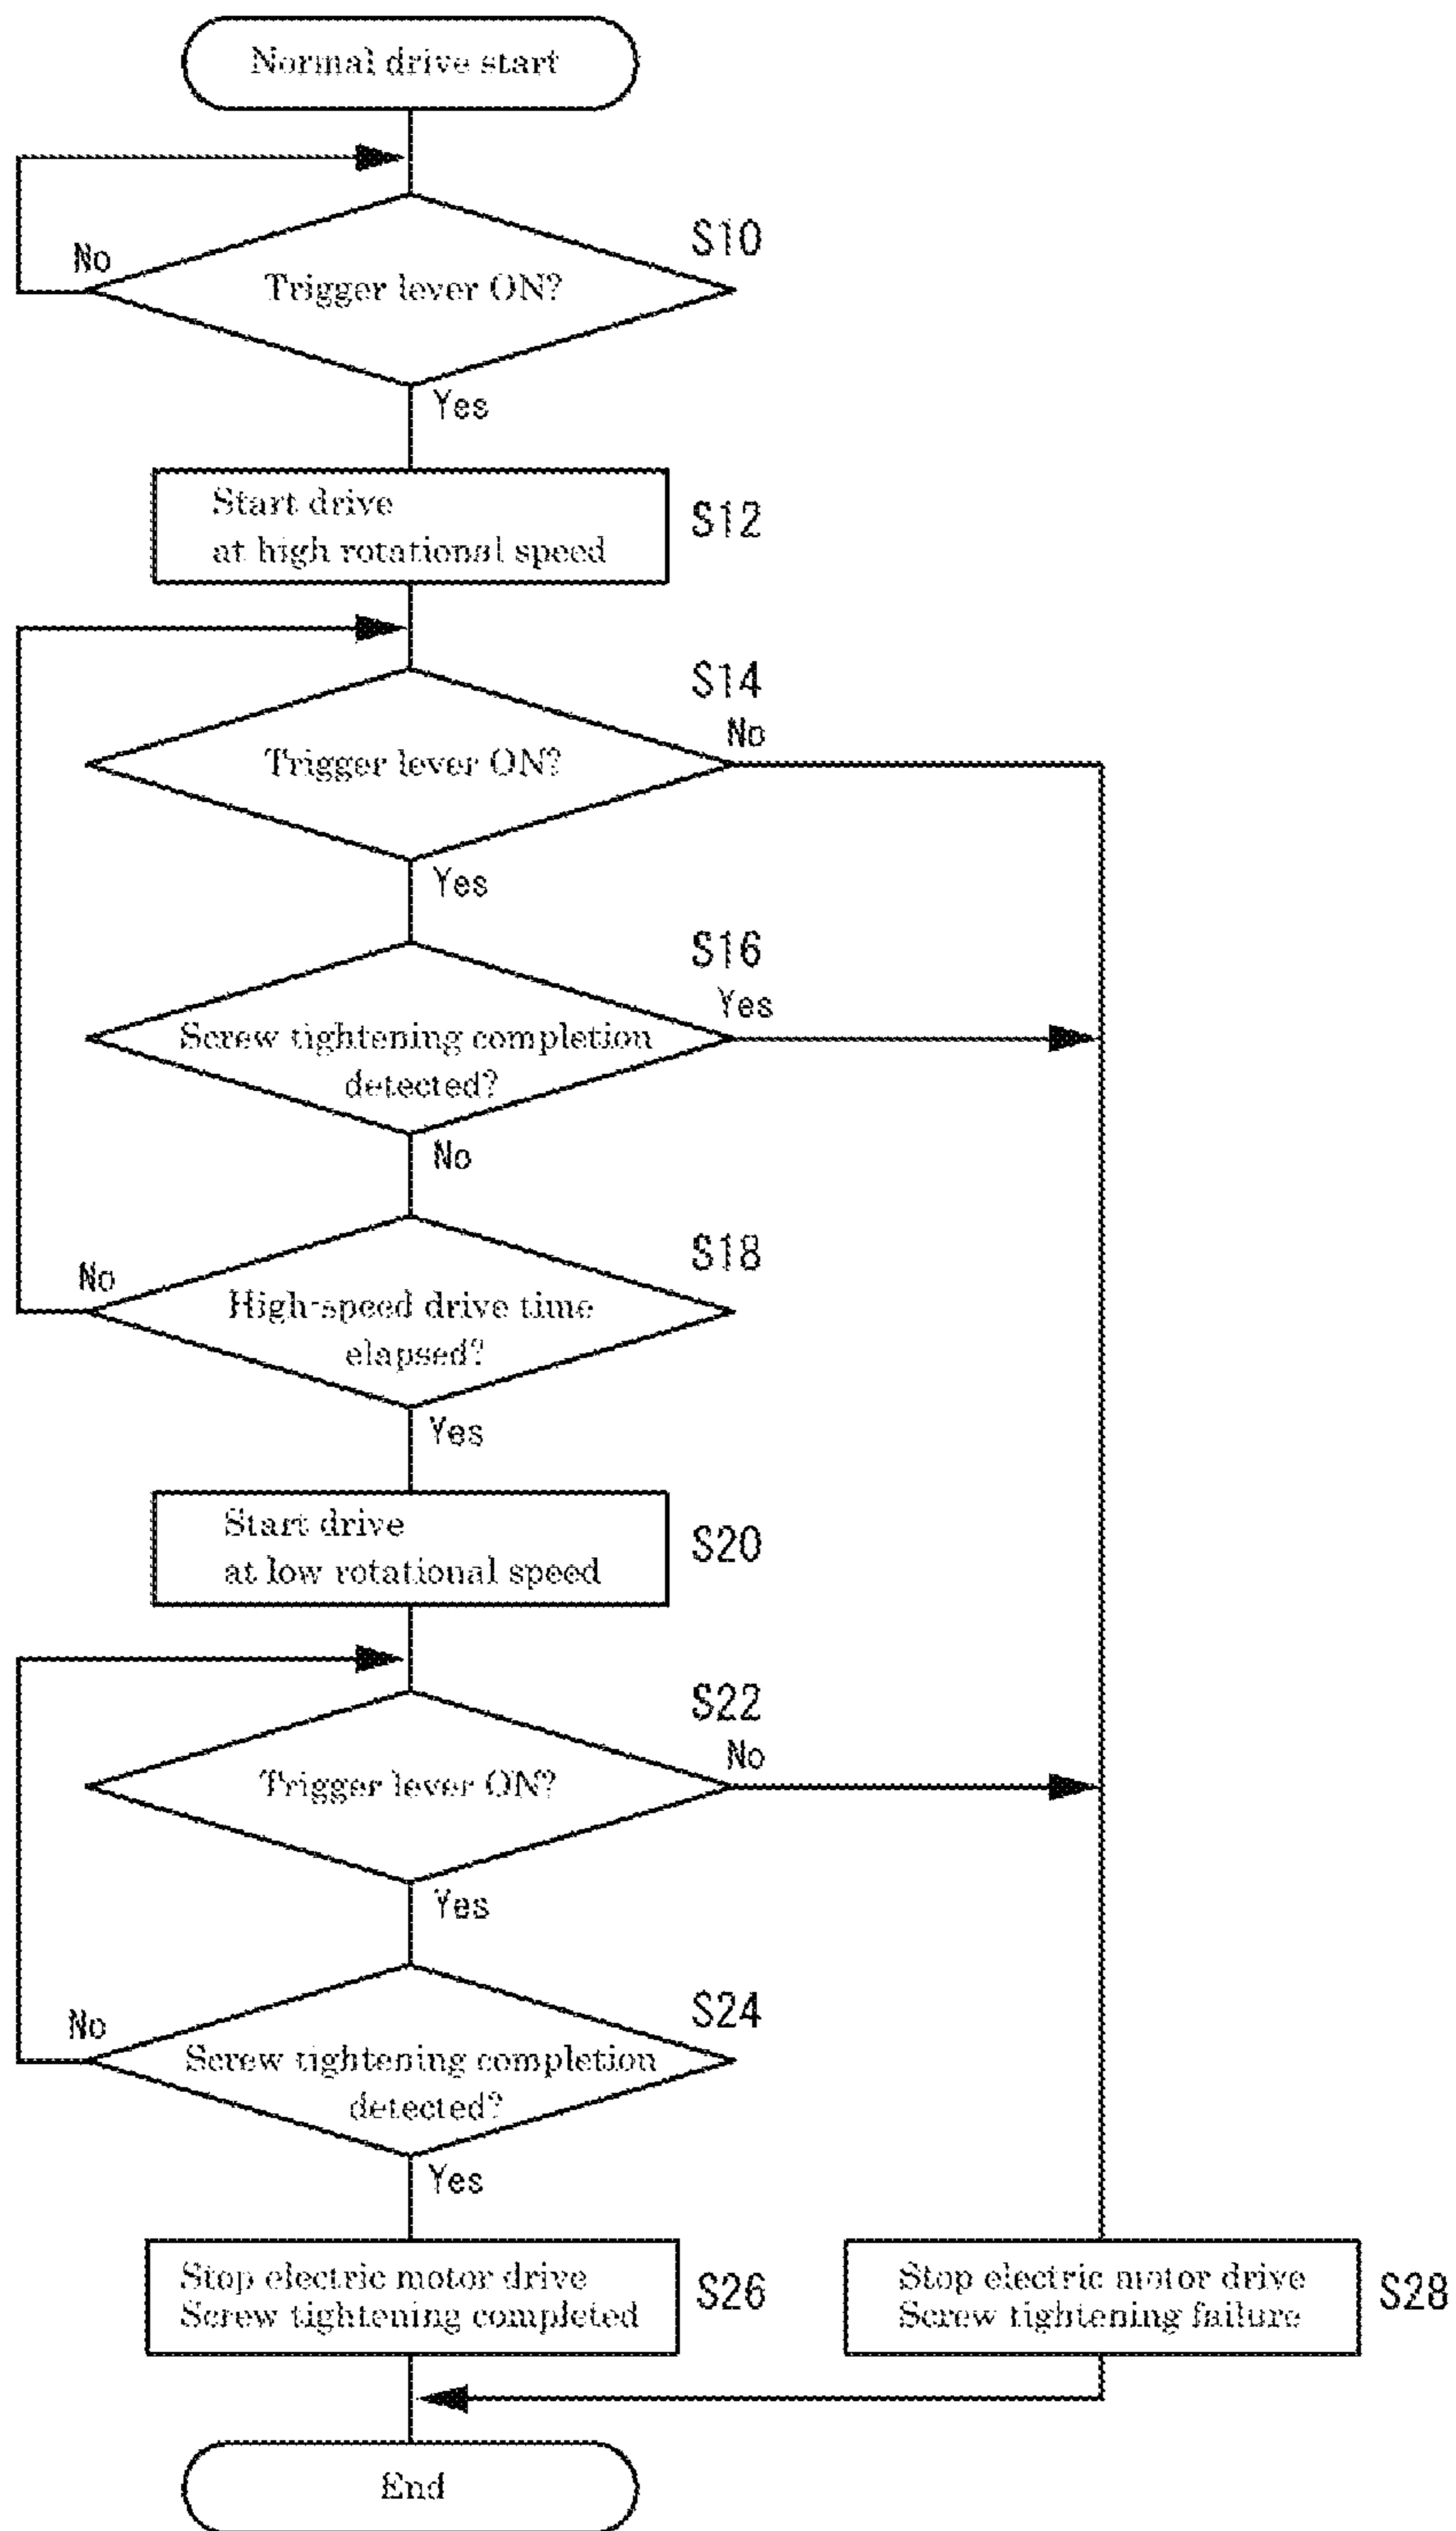 Normal drive start
No
S10
Trigger lever ON?
Yes
Start drive
at high rotational speed
S12
S14
No
Trigger lever ON?
Yes
S16
Yes
Screw tightening completion
detected?
No
S18
No
High-speed drive time
elapsed?
Yes
Start drive
at low rotational speed
S20
S22
No
Trigger lever ON?
Yes
S24
No
Screw tightening completion
detected?
Yes
Stop electric motor drive
Screw tightening completed
S26
Stop electric motor drive
Screw tightening failure
S28
End